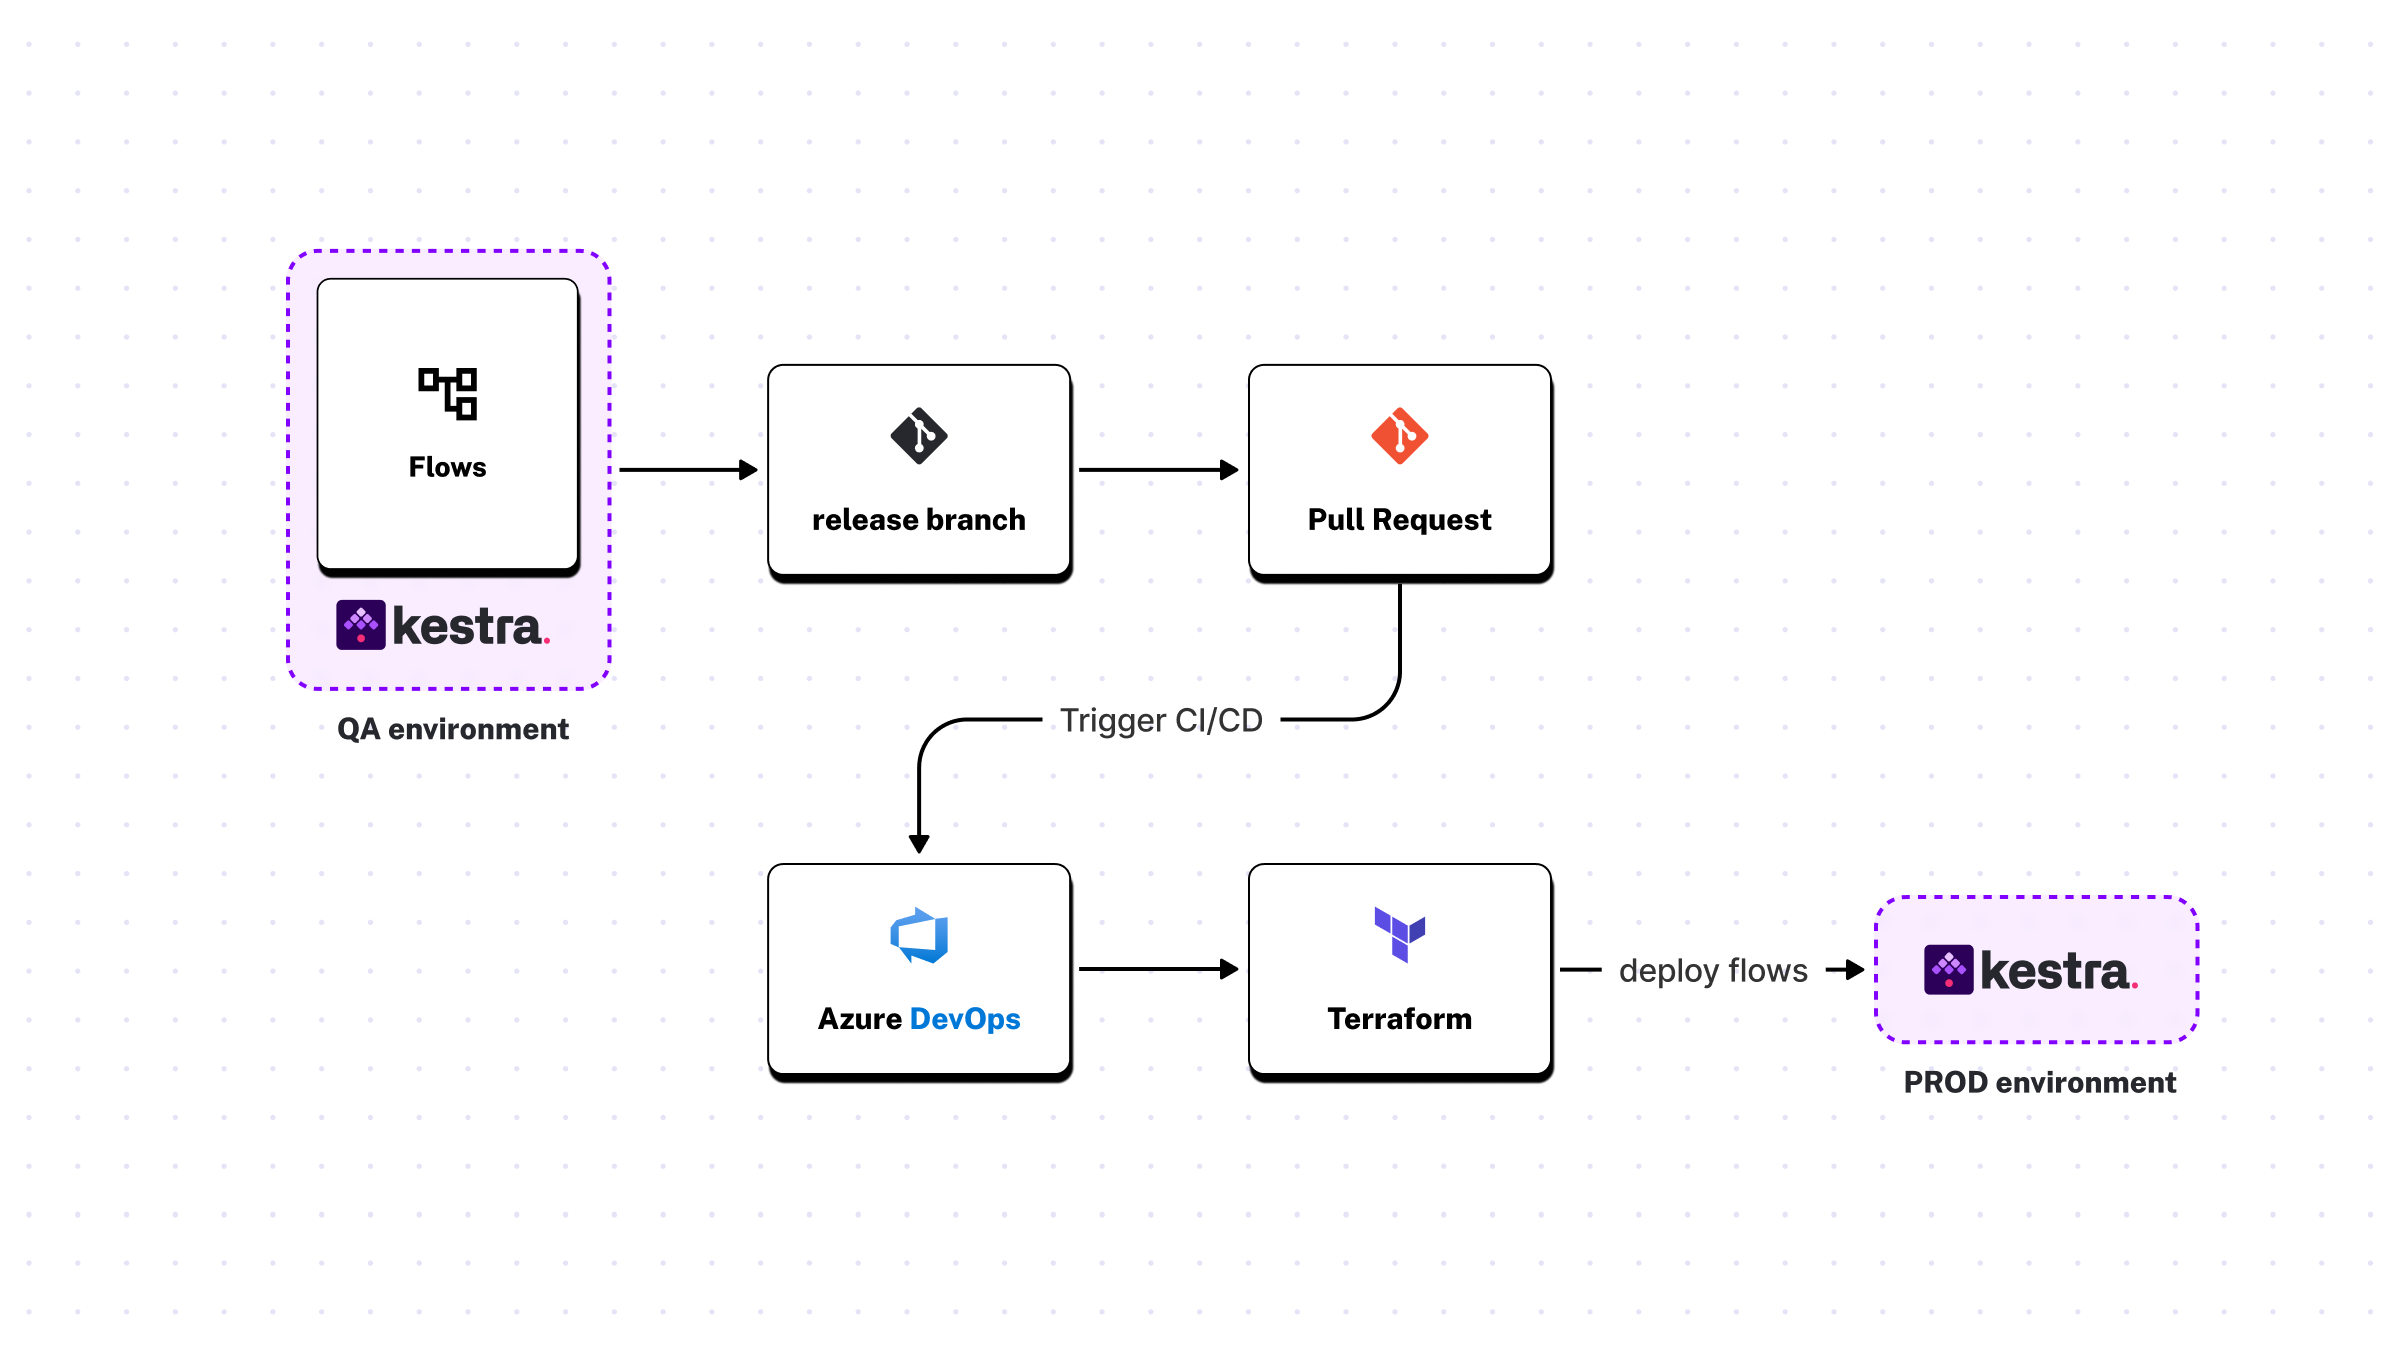 Flows
kestra.
QA environment
release branch
Pull Request
Trigger CI/CD
Azure DevOps
Terraform
deploy flows
kestra.
PROD environment